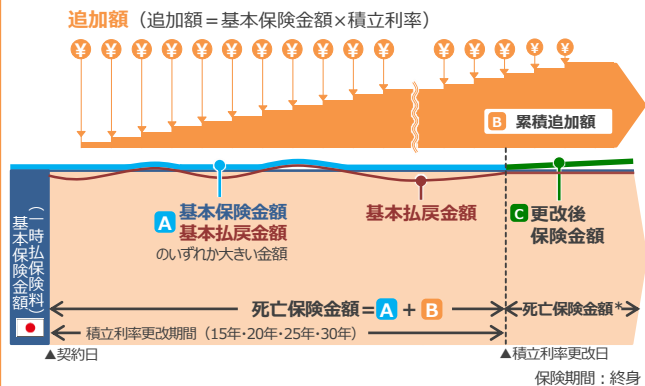 追加額（追加額＝基本保険金額×積立利率）
¥ ¥ ¥ ¥ ¥ ¥ ¥ ¥ ¥ ¥ ¥ ¥ ¥ ¥ ¥ ¥
B 累積追加額
（一時払保険料）
基本保険金額
A 基本保険金額
基本払戻金額
のいずれか大きい金額
基本払戻金額
C 更改後
保険金額
死亡保険金額＝A＋B
死亡保険金額*
積立利率更改期間（15年・20年・25年・30年）
▲契約日
▲積立利率更改日
保険期間：終身